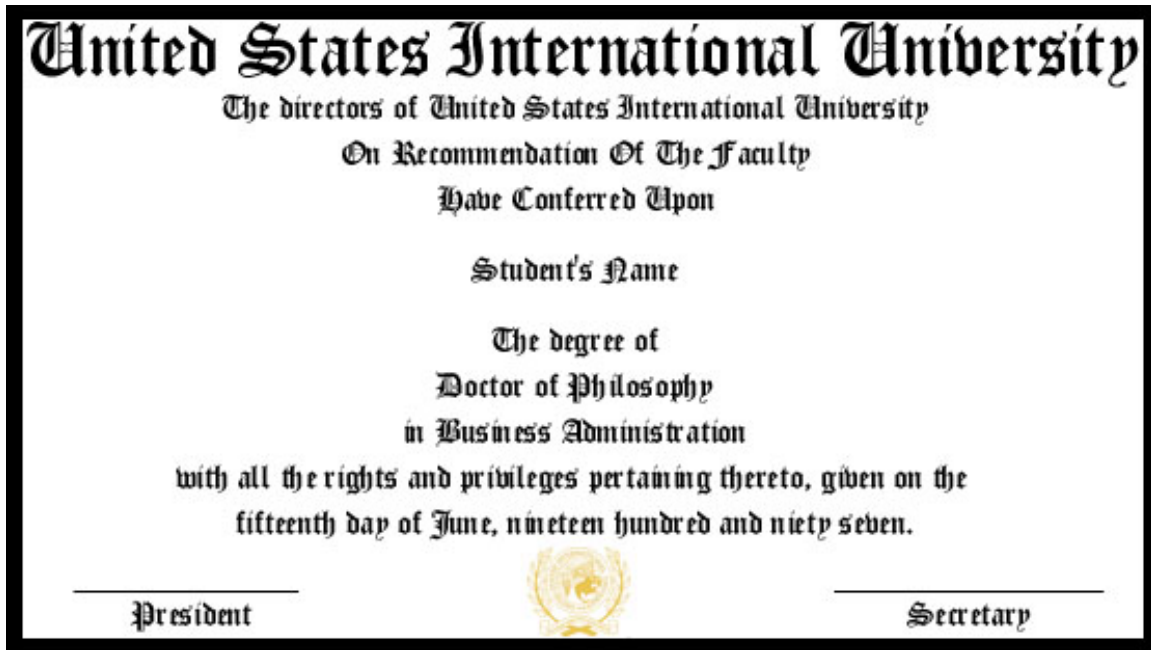 United States International University
The directors of United States International University
On Recommendation Of The Faculty
Have Conferred Upon
Student's Name
The degree of
Doctor of Philosophy
in Business Administration
with all the rights and privileges pertaining thereto, given on the
fifteenth day of June, nineteen hundred and niety seven.
President
Secretary